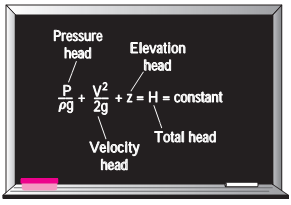 Pressure
head
Elevation
head
P/ρg + V²/2g + z = H = constant
Velocity
head
Total head